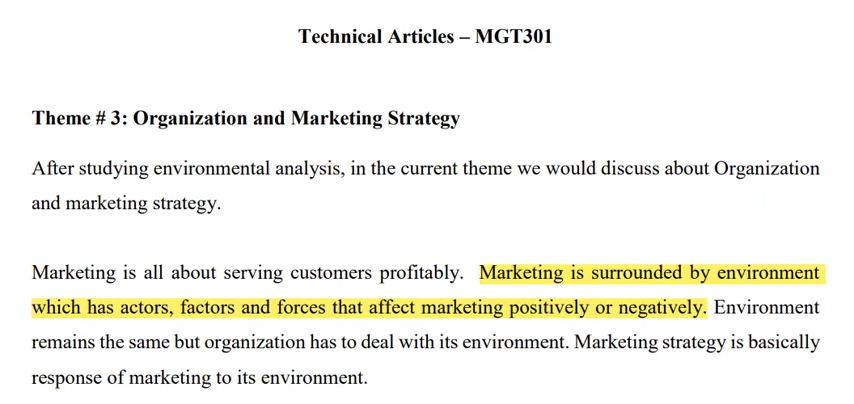 Technical Articles – MGT301
Theme # 3: Organization and Marketing Strategy
After studying environmental analysis, in the current theme we would discuss about Organization
and marketing strategy.
Marketing is all about serving customers profitably. Marketing is surrounded by environment
which has actors, factors and forces that affect marketing positively or negatively. Environment
remains the same but organization has to deal with its environment. Marketing strategy is basically
response of marketing to its environment.